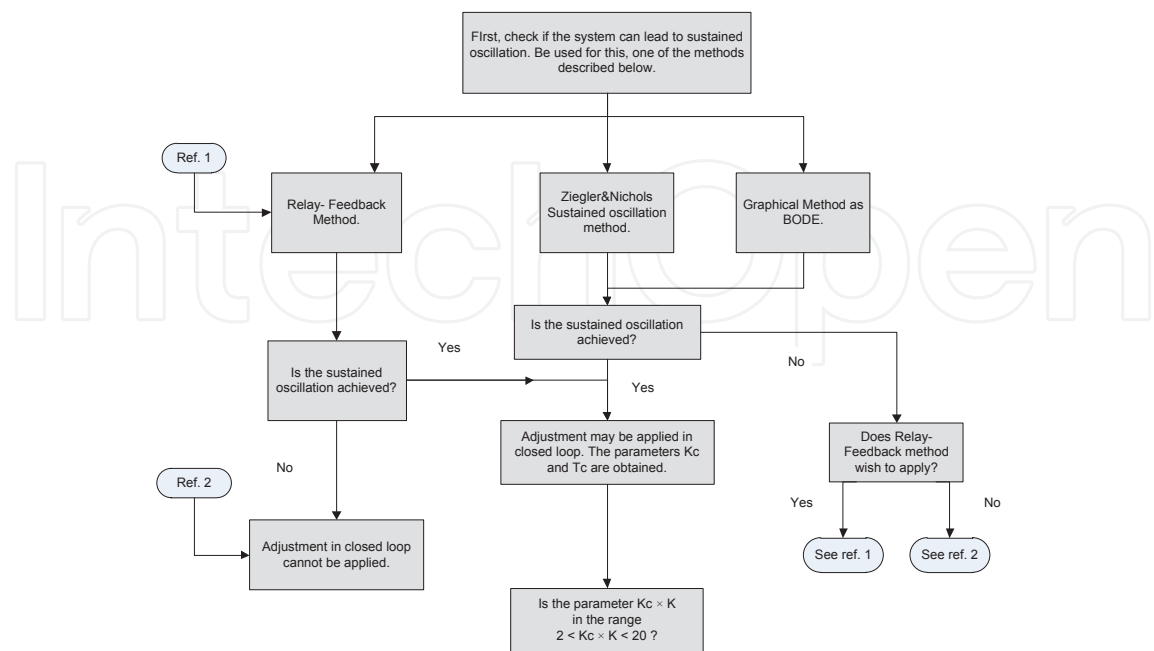 FIrst, check if the system can lead to sustained
oscillation. Be used for this, one of the methods
described below.
Ref. 1
Relay- Feedback
Method.
Ziegler&Nichols
Sustained oscillation
method.
Graphical Method as
BODE.
Is the sustained oscillation
achieved?
Yes
No
Is the sustained
oscillation achieved?
Yes
Adjustment may be applied in
closed loop. The parameters Kc
and Tc are obtained.
Does Relay-
Feedback method
wish to apply?
No
Ref. 2
Yes
No
Adjustment in closed loop
cannot be applied.
See ref. 1
See ref. 2
Is the parameter Kc × K
in the range
2 < Kc × K < 20 ?
IntechOpen